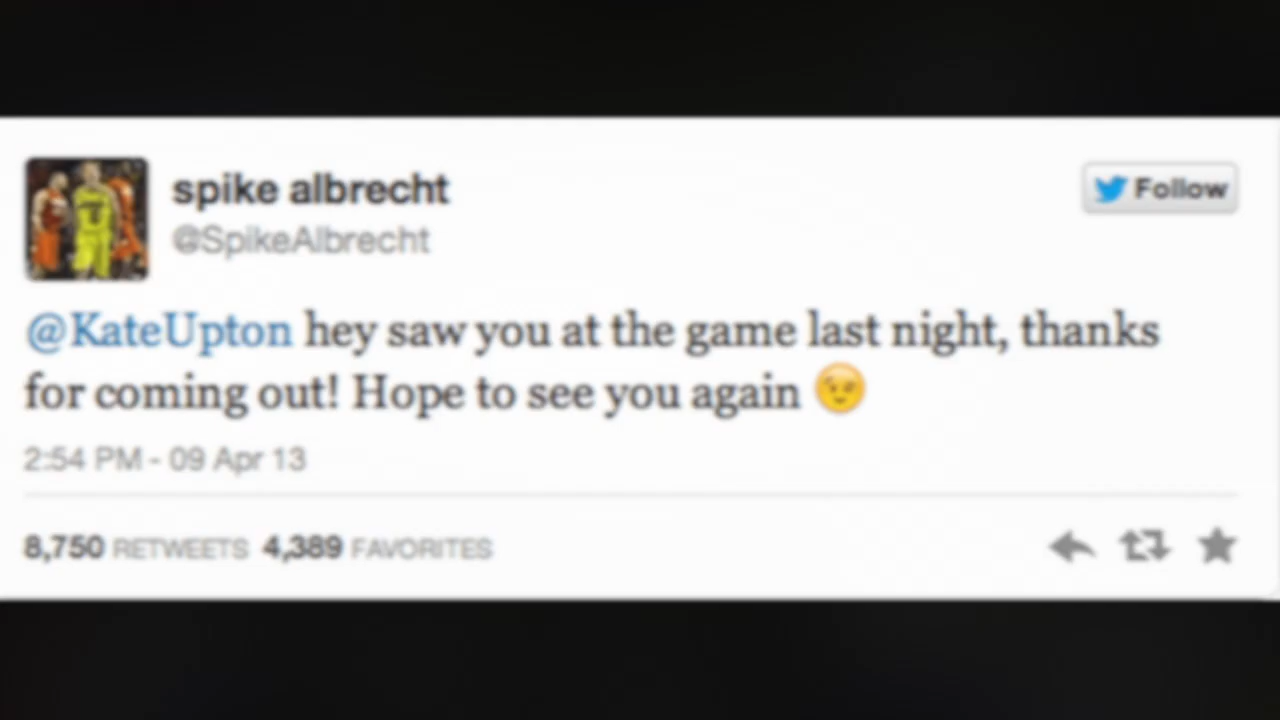 spike albrecht
@SpikeAlbrecht
Follow
@KateUpton hey saw you at the game last night, thanks
for coming out! Hope to see you again 😉
2:54 PM - 09 Apr 13
8,750 RETWEETS 4,389 FAVORITES